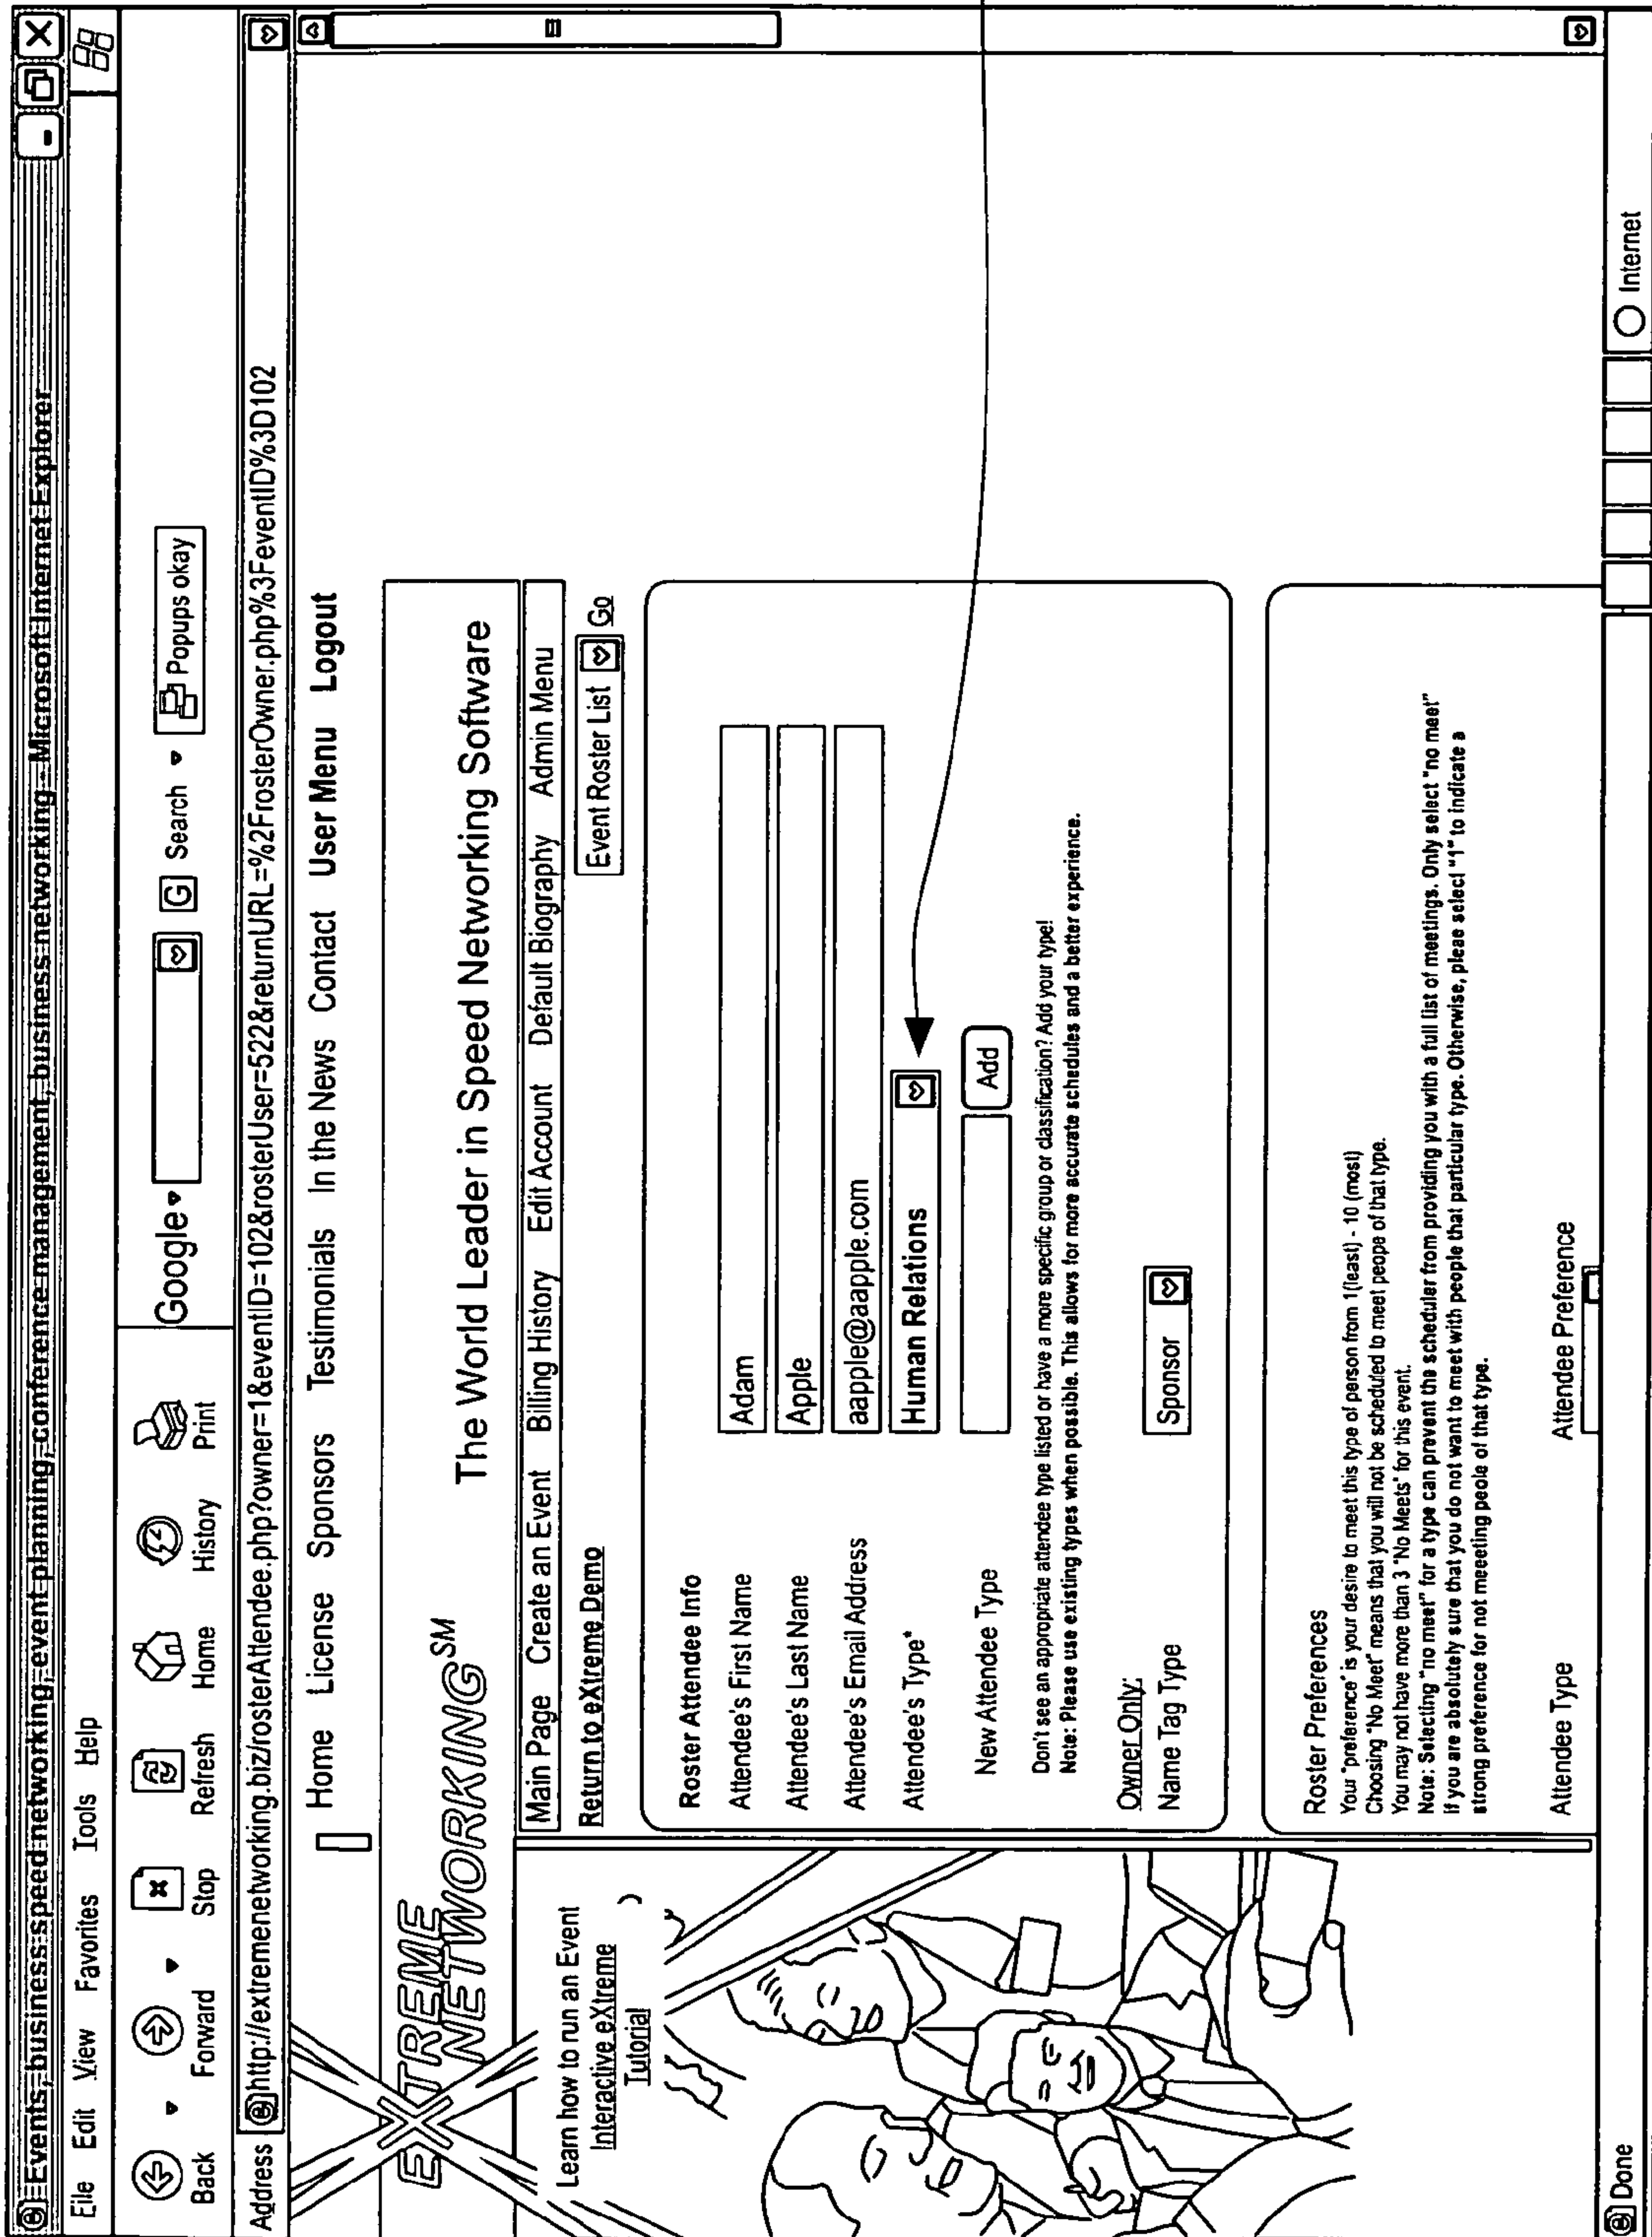 Events, business speed networking, event planning, conference management, business networking - Microsoft Internet Explorer
File Edit View Favorites Tools Help
Back Forward Stop Refresh Home History Print Google Search Popups okay
Address http://extremenetworking.biz/rosterAttendee.php?owner=1&eventID=102&rosterUser=522&returnURL=%2FrosterOwner.php%3FeventID%3D102
Home License Sponsors Testimonials In the News Contact User Menu Logout
EXTREME
NETWORKING SM
The World Leader in Speed Networking Software
Main Page Create an Event Billing History Edit Account Default Biography Admin Menu
Learn how to run an Event
Interactive eXtreme
Tutorial
Return to eXtreme Demo
Event Roster List Go
Roster Attendee Info
Attendee's First Name Adam
Attendee's Last Name Apple
Attendee's Email Address aapple@aapple.com
Attendee's Type* Human Relations
New Attendee Type Add
Don't see an appropriate attendee type listed or have a more specific group or classification? Add your type!
Note: Please use existing types when possible. This allows for more accurate schedules and a better experience.
Owner Only:
Name Tag Type Sponsor
Roster Preferences
Your "preference" is your desire to meet this type of person from 1(least) - 10 (most)
Choosing "No Meet" means that you will not be scheduled to meet peope of that type.
You may not have more than 3 "No Meets" for this event.
Note: Selecting "no meet" for a type can prevent the scheduler from providing you with a full list of meetings. Only select "no meet"
if you are absolutely sure that you do not want to meet with people that particular type. Otherwise, pleae select "1" to indicate a
strong preference for not meeting peole of that type.
Attendee Type Attendee Preference
Done Internet